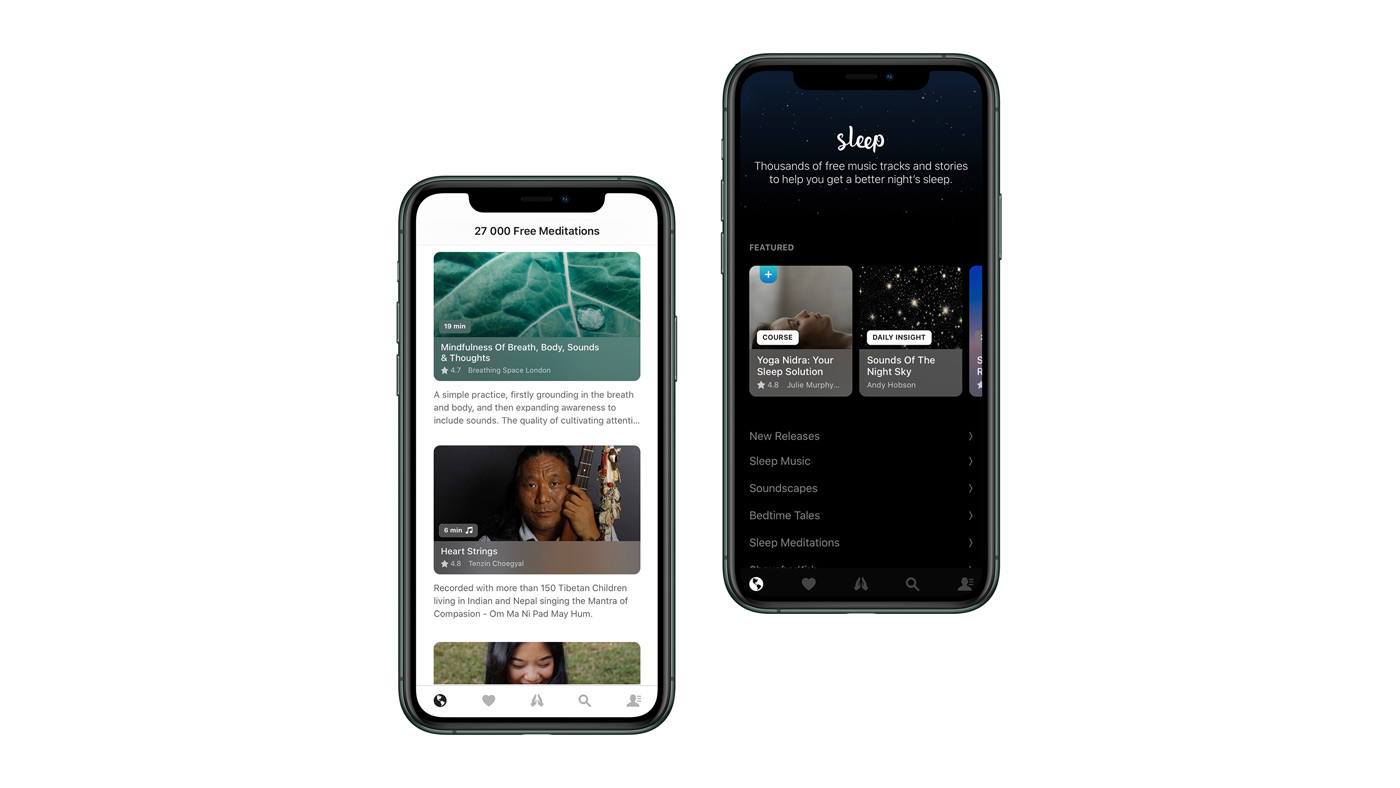 27 000 Free Meditations
19 min
Mindfulness Of Breath, Body, Sounds
& Thoughts
4.7 Breathing Space London
A simple practice, firstly grounding in the breath
and body, and then expanding awareness to
include sounds. The quality of cultivating attenti...
6 min
Heart Strings
4.8 Tenzin Choegyal
Recorded with more than 150 Tibetan Children
living in Indian and Nepal singing the Mantra of
Compasion - Om Ma Ni Pad May Hum.
sleep
Thousands of free music tracks and stories
to help you get a better night's sleep.
FEATURED
COURSE
Yoga Nidra: Your
Sleep Solution
4.8 Julie Murphy...
DAILY INSIGHT
Sounds Of The
Night Sky
Andy Hobson
New Releases
Sleep Music
Soundscapes
Bedtime Tales
Sleep Meditations